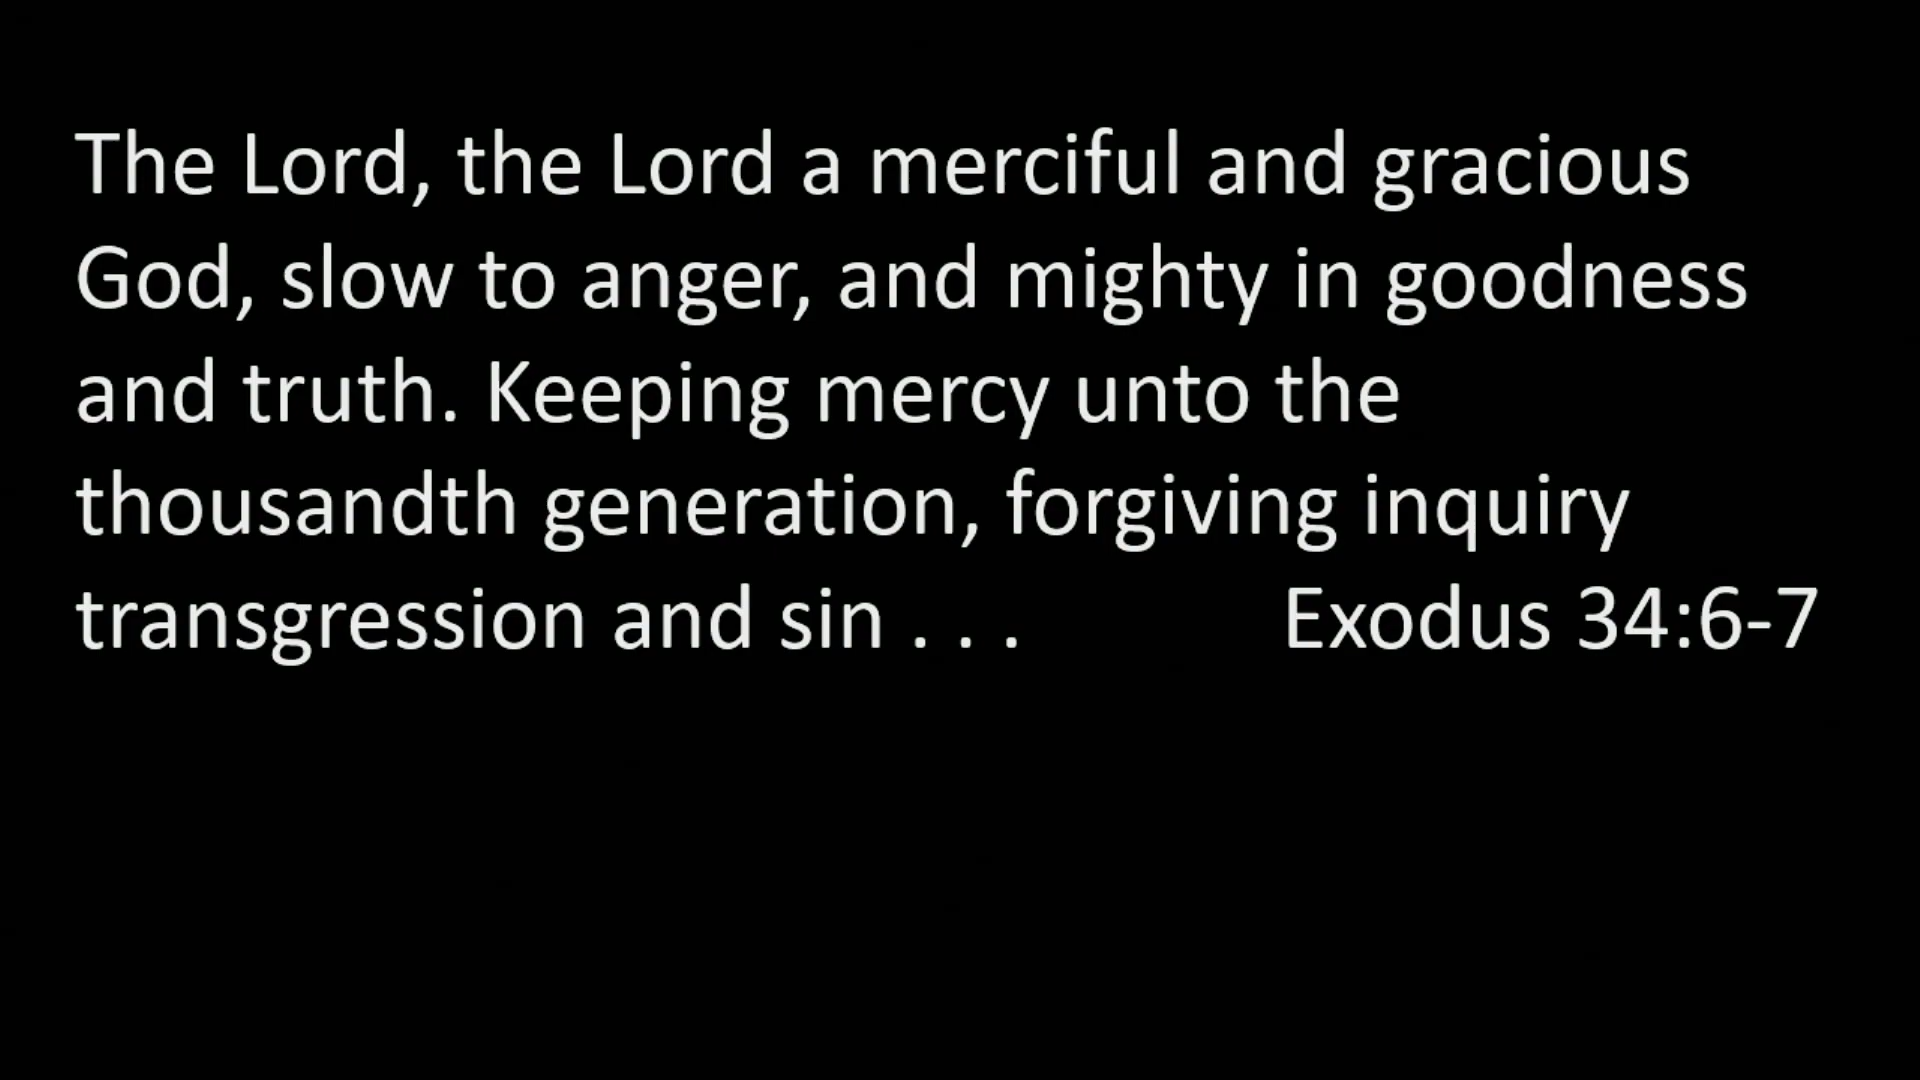 The Lord, the Lord a merciful and gracious
God, slow to anger, and mighty in goodness
and truth. Keeping mercy unto the
thousandth generation, forgiving inquiry
transgression and sin . . . Exodus 34:6-7